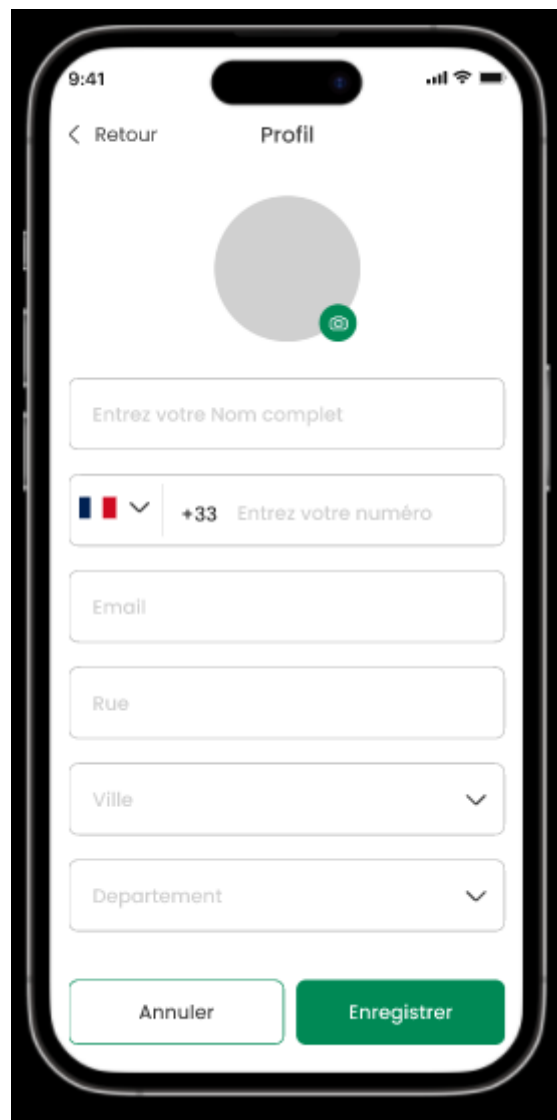 9:41
Retour Profil
Entrez votre Nom complet
+33 Entrez votre numéro
Email
Rue
Ville
Departement
Annuler Enregistrer